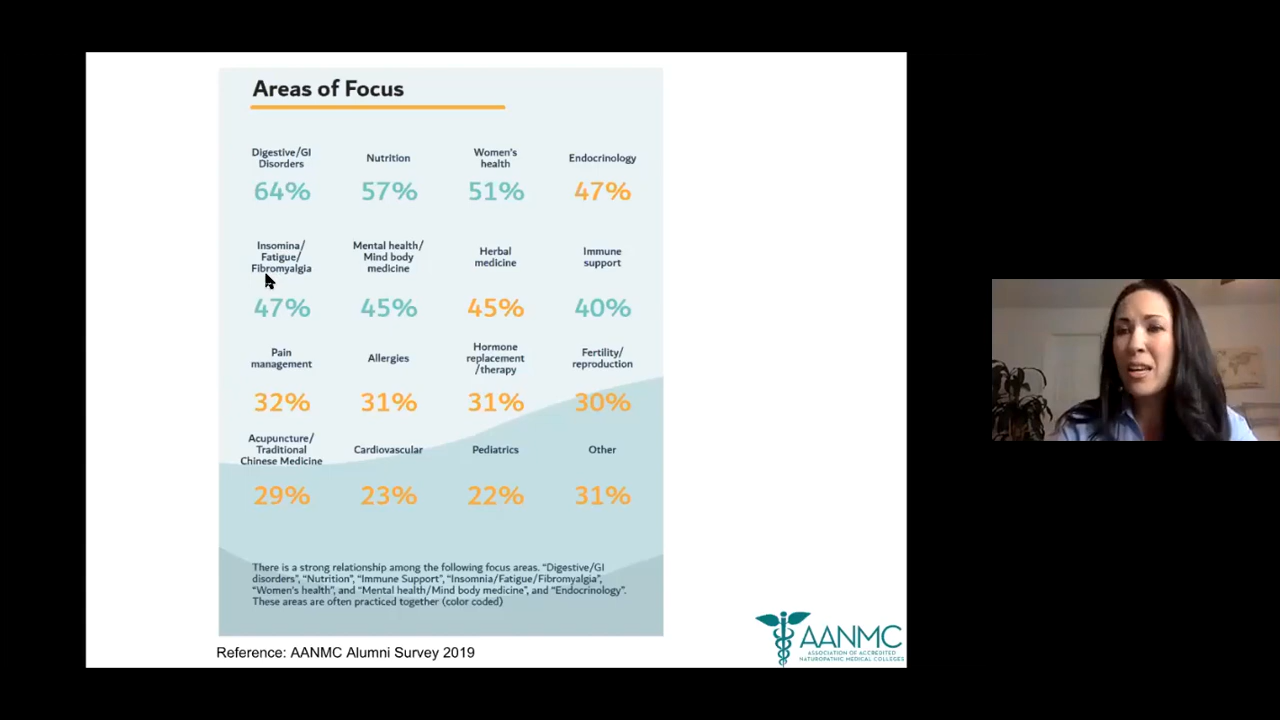 Areas of Focus
Digestive/GI
Disorders
64%
Nutrition
57%
Women's
health
51%
Endocrinology
47%
Insomina/
Fatigue/
Fibromyalgia
47%
Mental health/
Mind body
medicine
45%
Herbal
medicine
45%
Immune
support
40%
Pain
management
32%
Allergies
31%
Hormone
replacement
/therapy
31%
Fertility/
reproduction
30%
Acupuncture/
Traditional
Chinese Medicine
29%
Cardiovascular
23%
Pediatrics
22%
Other
31%
There is a strong relationship among the following focus areas. "Digestive/GI
disorders", "Nutrition", "Immune Support", "Insomnia/Fatigue/Fibromyalgia",
"Women's health", and "Mental health/Mind body medicine", and "Endocrinology".
These areas are often practiced together (color coded)
Reference: AANMC Alumni Survey 2019
AANMC
ASSOCIATION OF ACCREDITED
NATUROPATHIC MEDICAL COLLEGES